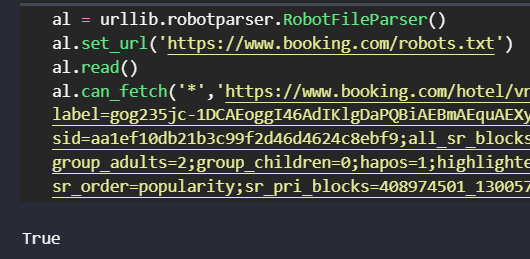 al = urllib.robotparser.RobotFileParser()
al.set_url('https://www.booking.com/robots.txt')
al.read()
al.can_fetch('*','https://www.booking.com/hotel/vn
label=gog235jc-1DCAEoggI46AdIKlgDaPQBiAEBmAEquAEXy
sid=aa1ef10db21b3c99f2d46d4624c8ebf9;all_sr_blocks
group_adults=2;group_children=0;hapos=1;highlighte
sr_order=popularity;sr_pri_blocks=408974501_130057
True